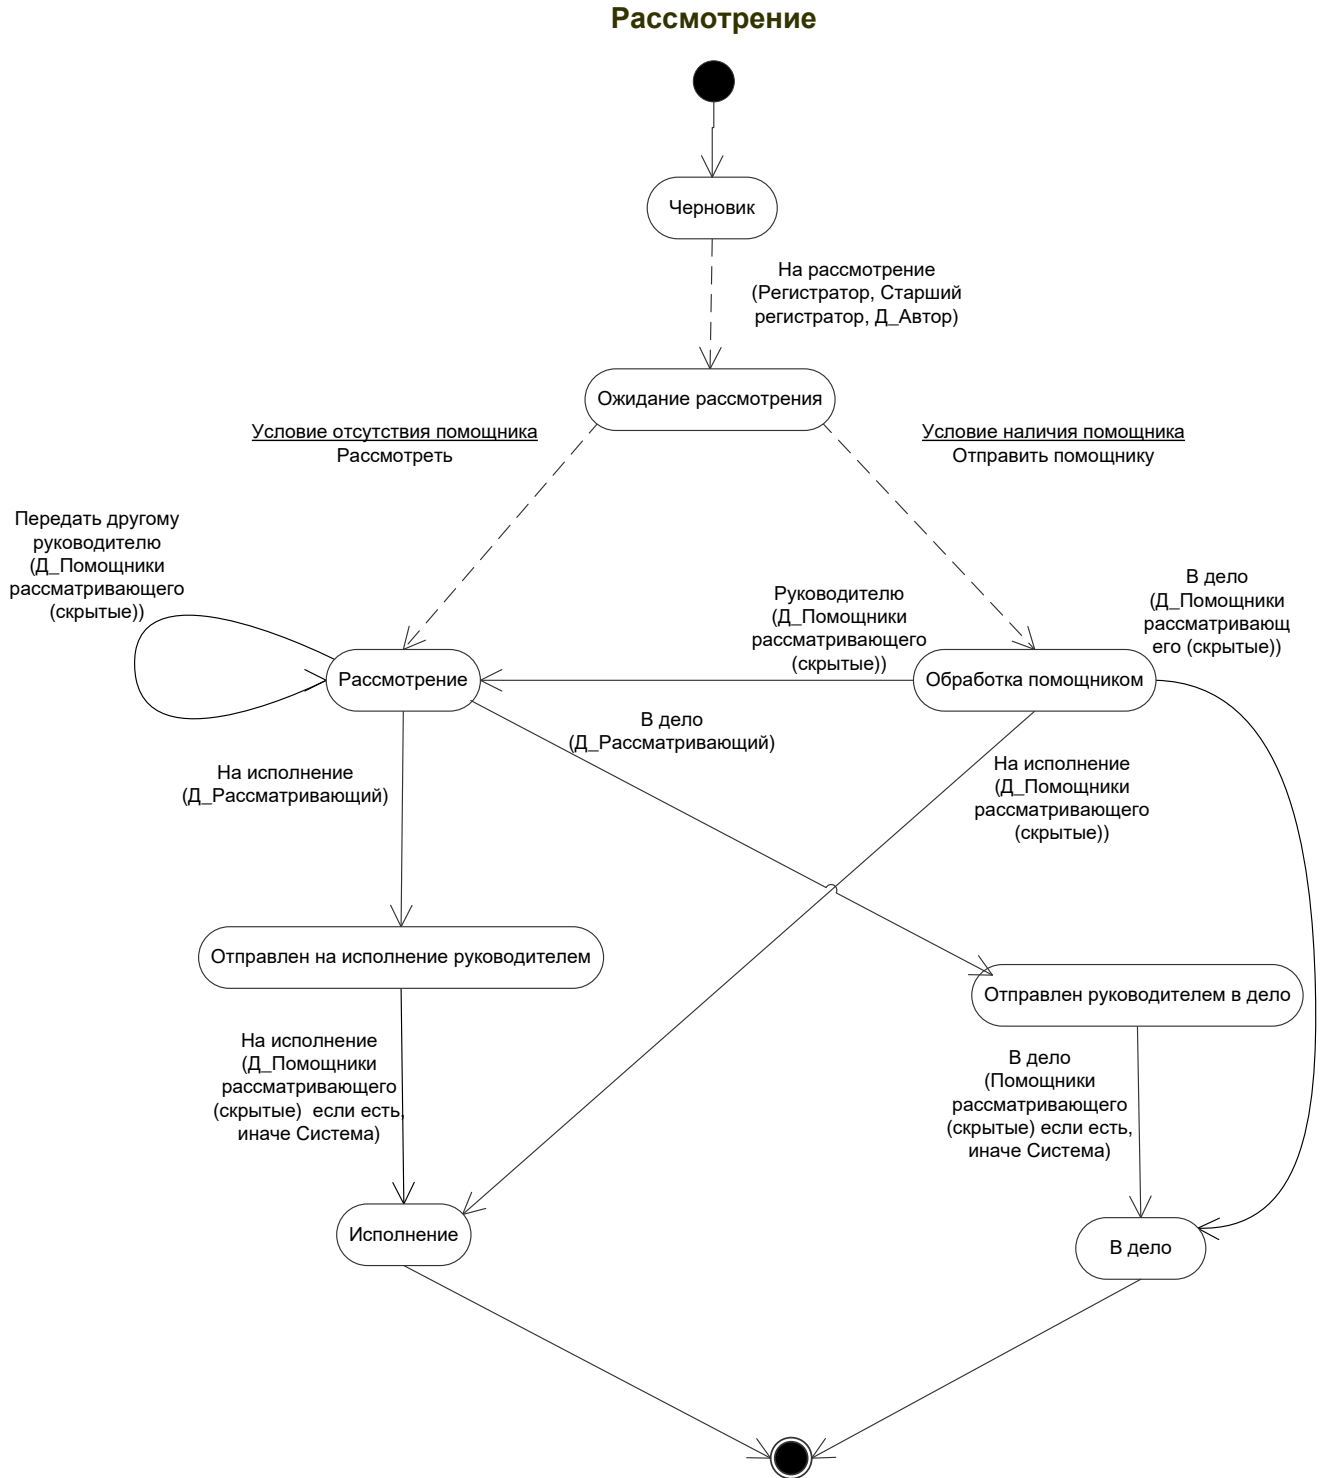 Рассмотрение
Черновик
На рассмотрение
(Регистратор, Старший
регистратор, Д_Автор)
Ожидание рассмотрения
Условие отсутствия помощника
Рассмотреть
Условие наличия помощника
Отправить помощнику
Передать другому
руководителю
(Д_Помощники
рассматривающего
(скрытые))
Руководителю
(Д_Помощники
рассматривающего
(скрытые))
В дело
(Д_Помощники
рассматривающ
его (скрытые))
Рассмотрение
Обработка помощником
В дело
(Д_Рассматривающий)
На исполнение
(Д_Рассматривающий)
На исполнение
(Д_Помощники
рассматривающего
(скрытые))
Отправлен на исполнение руководителем
Отправлен руководителем в дело
На исполнение
(Д_Помощники
рассматривающего
(скрытые)  если есть,
иначе Система)
В дело
(Помощники
рассматривающего
(скрытые) если есть,
иначе Система)
Исполнение
В дело